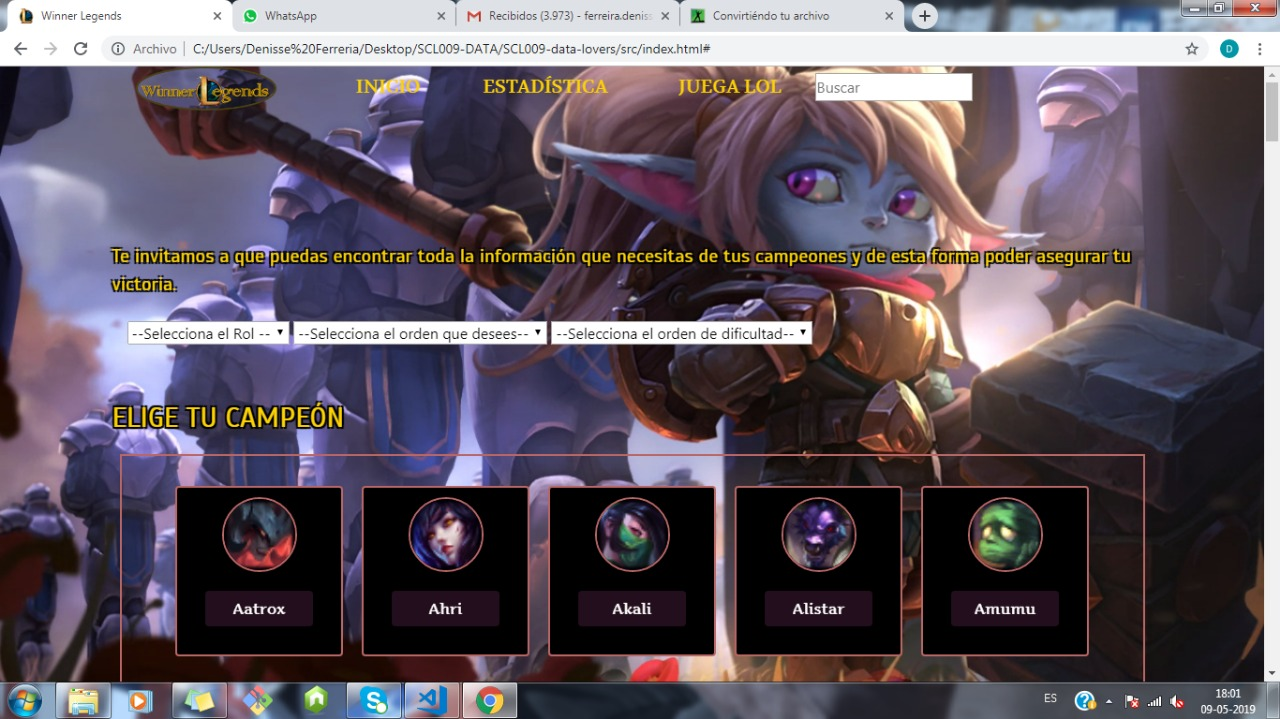 Winner Legends
WhatsApp
Recibidos (3.973) - ferreira.deniss
Convirtiéndo tu archivo
Archivo
C:/Users/Denisse%20Ferreria/Desktop/SCL009-DATA/SCL009-data-lovers/src/index.html#
D
Winner Legends
INICIO
ESTADÍSTICA
JUEGA LOL
Buscar
Te invitamos a que puedas encontrar toda la información que necesitas de tus campeones y de esta forma poder asegurar tu
victoria.
--Selecciona el Rol --
--Selecciona el orden que desees--
--Selecciona el orden de dificultad--
ELIGE TU CAMPEÓN
Aatrox
Ahri
Akali
Alistar
Amumu
ES
18:01
09-05-2019